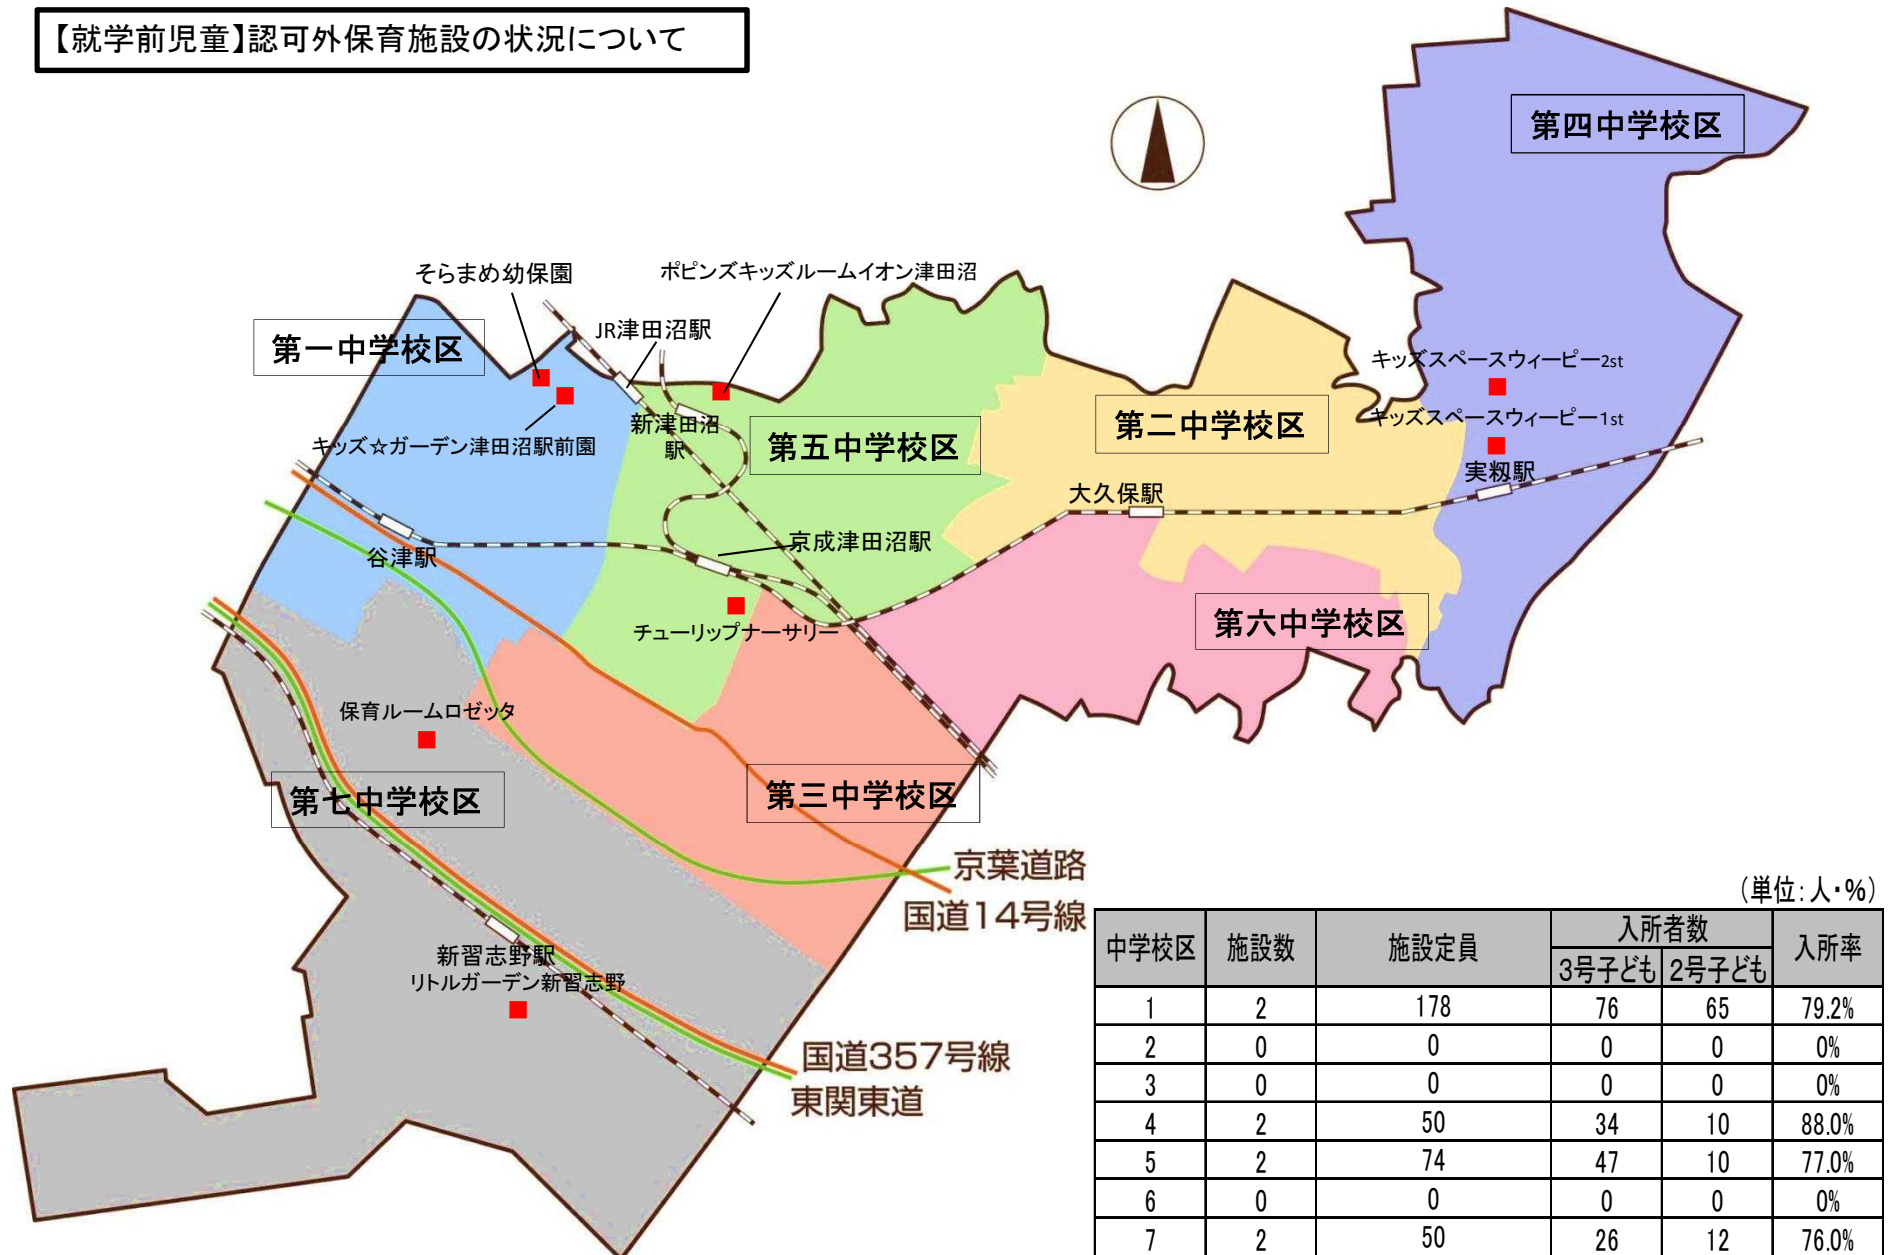 【就学前児童】認可外保育施設の状況について
第四中学校区
そらまめ幼保園
ポピンズキッズルームイオン津田沼
JR津田沼駅
第一中学校区
キッズスペースウィーピー2st
キッズスペースウィーピー1st
新津田沼
駅
第五中学校区
第二中学校区
キッズ☆ガーデン津田沼駅前園
実籾駅
大久保駅
京成津田沼駅
谷津駅
チューリップナーサリー
第六中学校区
保育ルームロゼッタ
第七中学校区
第三中学校区
京葉道路
国道14号線
新習志野駅
リトルガーデン新習志野
国道357号線
東関東道
（単位：人・％）
中学校区 施設数 施設定員 入所者数 入所率
3号子ども 2号子ども
1 2 178 76 65 79.2%
2 0 0 0 0 0%
3 0 0 0 0 0%
4 2 50 34 10 88.0%
5 2 74 47 10 77.0%
6 0 0 0 0 0%
7 2 50 26 12 76.0%